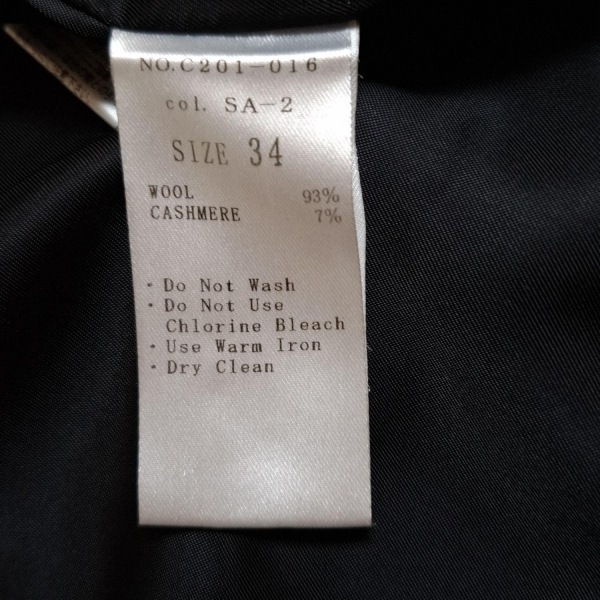 NO.C201-016
col. SA-2
SIZE 34
WOOL 93%
CASHMERE 7%
・Do Not Wash
・Do Not Use
Chlorine Bleach
・Use Warm Iron
・Dry Clean